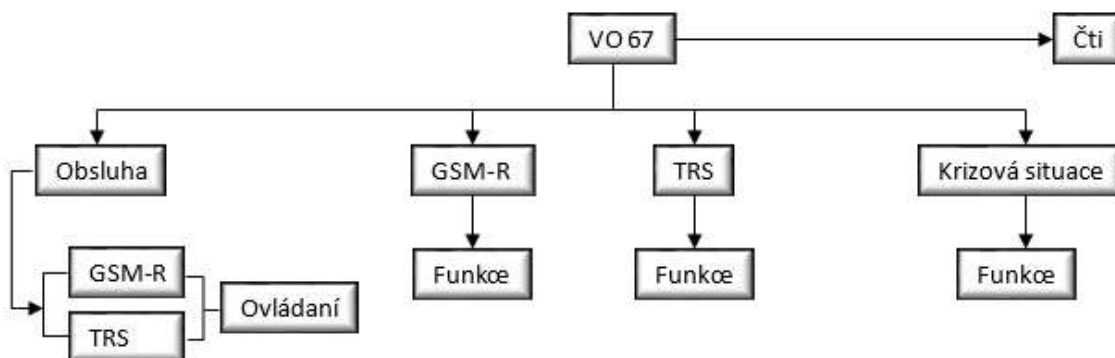 VO 67
Čti
Obsluha
GSM-R
TRS
Krizová situace
GSM-R
TRS
Ovládaní
Funkce
Funkce
Funkce